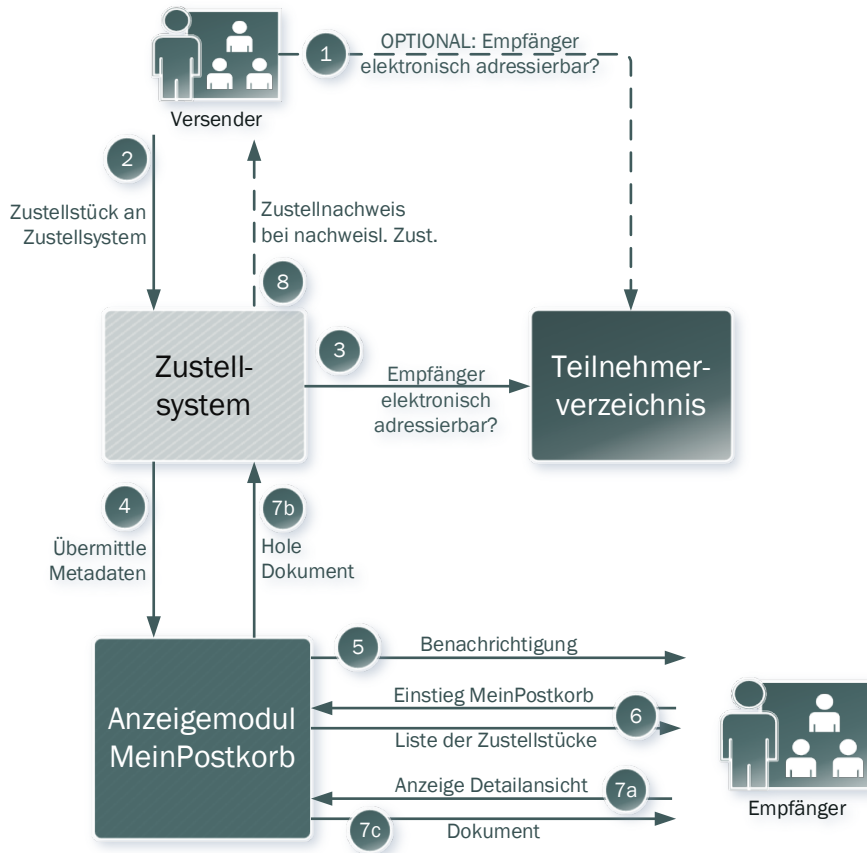 1
OPTIONAL: Empfänger
elektronisch adressierbar?
Versender
2
Zustellstück an
Zustellsystem
Zustellnachweis
bei nachweisl. Zust.
8
Zustell-
system
3
Empfänger
elektronisch
adressierbar?
Teilnehmer-
verzeichnis
4
Übermittle
Metadaten
7b
Hole
Dokument
Anzeigemodul
MeinPostkorb
5
Benachrichtigung
Einstieg MeinPostkorb
6
Liste der Zustellstücke
Anzeige Detailansicht
7a
7c
Dokument
Empfänger